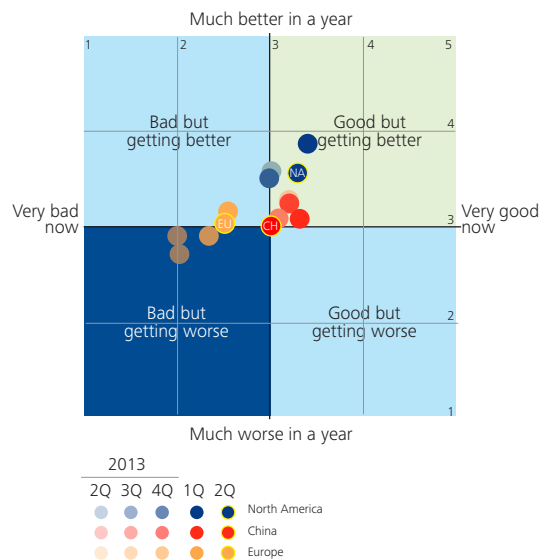 Much better in a year
1 2 3 4 5
Bad but
getting better
Good but
getting better
4
NA
Very bad
now
EU
CH
3
Very good
now
Bad but
getting worse
Good but
getting worse
2
1
Much worse in a year
2013
2Q 3Q 4Q 1Q 2Q
North America
China
Europe